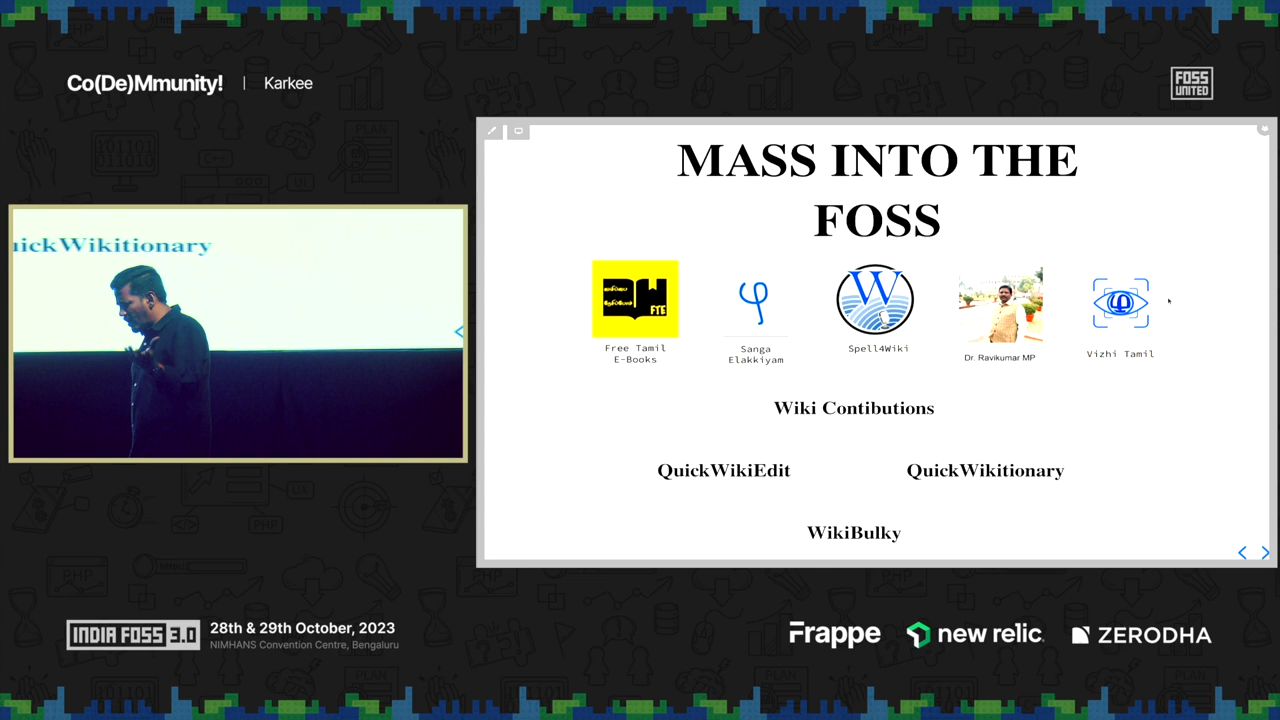 Co(De)Mmunity! | Karkee
FOSS
UNITED
uickWikitionary
MASS INTO THE
FOSS
FTE
W
Free Tamil
E-Books
Sanga
Elakkiyam
Spell4Wiki
Dr. Ravikumar MP
Vizhi Tamil
Wiki Contibutions
QuickWikiEdit
QuickWikitionary
WikiBulky
INDIA FOSS 3.0
28th & 29th October, 2023
NIMHANS Convention Centre, Bengaluru
Frappe
new relic
ZERODHA